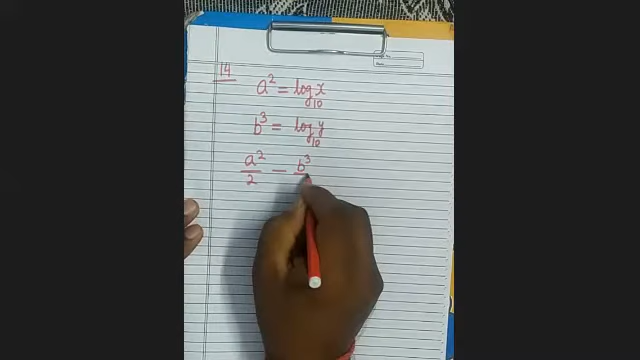 14
a² = log₁₀x
b³ = log₁₀y
a²/2 - b³